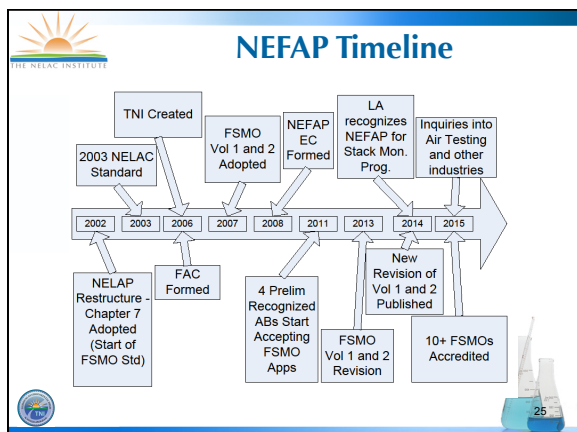 THE NELAC INSTITUTE
NEFAP Timeline
TNI Created
2003 NELAC
Standard
FSMO
Vol 1 and 2
Adopted
NEFAP
EC
Formed
LA
recognizes
NEFAP for
Stack Mon.
Prog.
Inquiries into
Air Testing
and other
industries
2002
2003
2006
2007
2008
2011
2013
2014
2015
NELAP
Restructure -
Chapter 7
Adopted
(Start of
FSMO Std)
FAC
Formed
4 Prelim
Recognized
ABs Start
Accepting
FSMO
Apps
FSMO
Vol 1 and 2
Revision
New
Revision of
Vol 1 and 2
Published
10+ FSMOs
Accredited
TNI
25